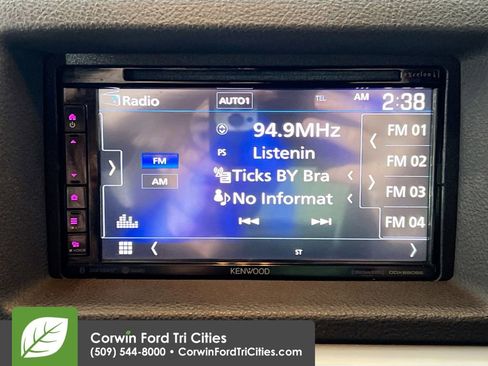 eXcelon
Radio
AUTO1
TEL
AM
2:38
94.9MHz
FM 01
PS
Listenin
FM
FM 02
Ticks BY Bra
AM
FM 03
No Informat
FM 04
ST
KENWOOD
Corwin Ford Tri Cities
(509) 544-8000 • CorwinFordTriCities.com